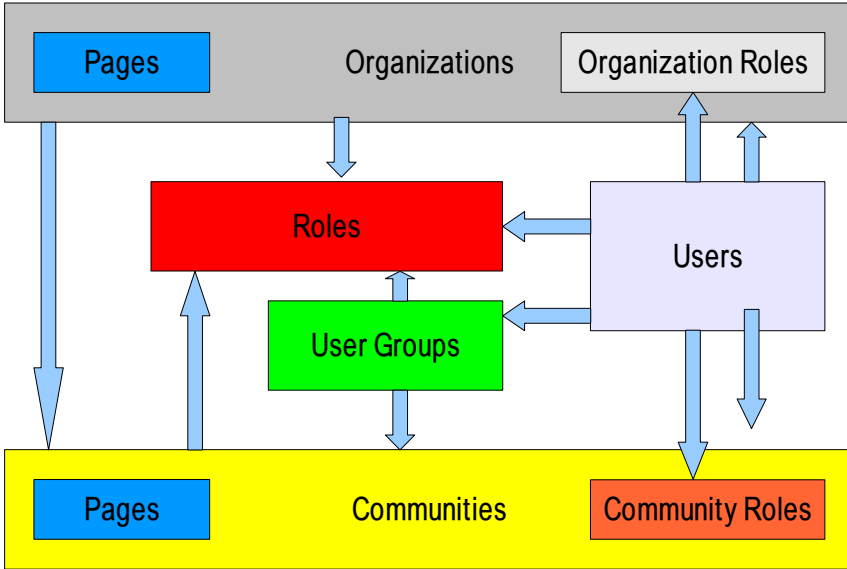 Pages
Organizations
Organization Roles
Roles
Users
User Groups
Pages
Communities
Community Roles